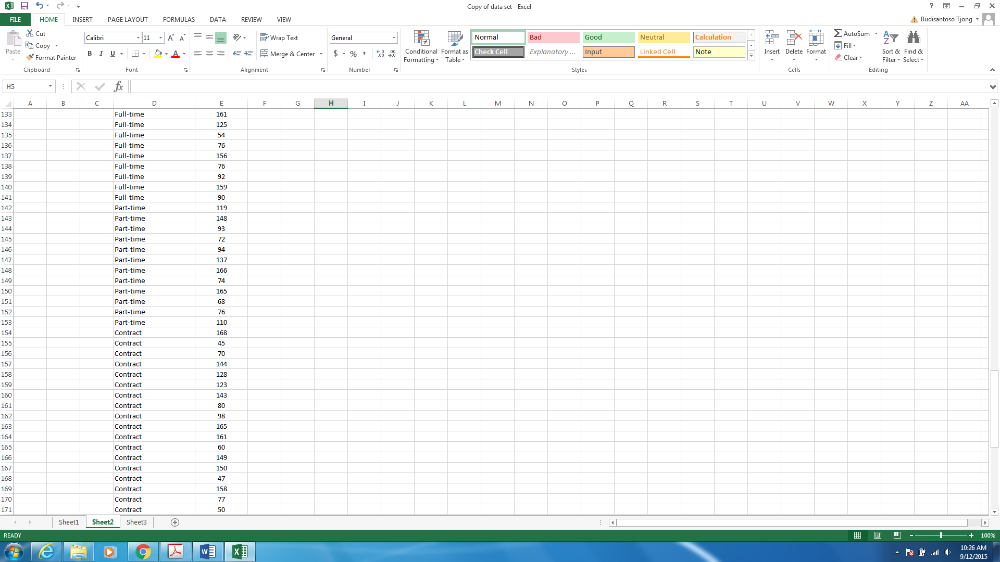 Copy of data set - Excel
FILE HOME INSERT PAGE LAYOUT FORMULAS DATA REVIEW VIEW Budisantoso Tjong
Paste Cut Copy Format Painter Clipboard
Calibri 11 B I U Font
Wrap Text Merge & Center Alignment
General $ % , Number
Conditional Formatting Format as Table
Normal Bad Good Neutral Calculation
Check Cell Explanatory ... Input Linked Cell Note
Styles
Insert Delete Format Cells
AutoSum Fill Clear Sort & Filter Find & Select Editing
H5 fx
A B C D E F G H I J K L M N O P Q R S T U V W X Y Z AA
133 Full-time 161
134 Full-time 125
135 Full-time 54
136 Full-time 76
137 Full-time 156
138 Full-time 76
139 Full-time 92
140 Full-time 159
141 Full-time 90
142 Part-time 119
143 Part-time 148
144 Part-time 93
145 Part-time 72
146 Part-time 94
147 Part-time 137
148 Part-time 166
149 Part-time 74
150 Part-time 165
151 Part-time 68
152 Part-time 76
153 Part-time 110
154 Contract 168
155 Contract 45
156 Contract 70
157 Contract 144
158 Contract 128
159 Contract 123
160 Contract 143
161 Contract 80
162 Contract 98
163 Contract 165
164 Contract 161
165 Contract 60
166 Contract 149
167 Contract 150
168 Contract 47
169 Contract 158
170 Contract 77
171 Contract 50
Sheet1 Sheet2 Sheet3
READY 100%
10:26 AM
9/12/2015